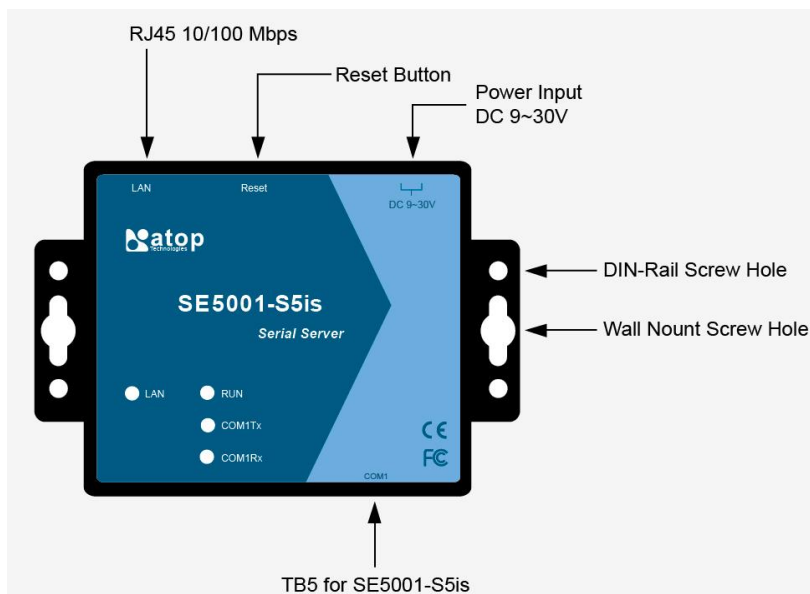 RJ45 10/100 Mbps
Reset Button
Power Input
DC 9~30V
LAN
Reset
DC 9~30V
atop
Technologies
DIN-Rail Screw Hole
SE5001-S5is
Wall Nount Screw Hole
Serial Server
LAN
RUN
COM1Tx
CE
COM1Rx
FC
COM1
TB5 for SE5001-S5is